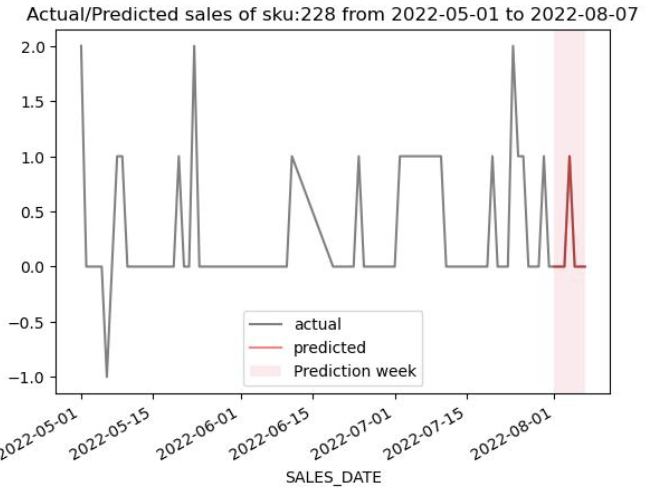 Actual/Predicted sales of sku:228 from 2022-05-01 to 2022-08-07
2.0
1.5
1.0
0.5
0.0
−0.5
−1.0
actual
predicted
Prediction week
2022-05-01
2022-05-15
2022-06-01
2022-06-15
2022-07-01
2022-07-15
2022-08-01
SALES_DATE